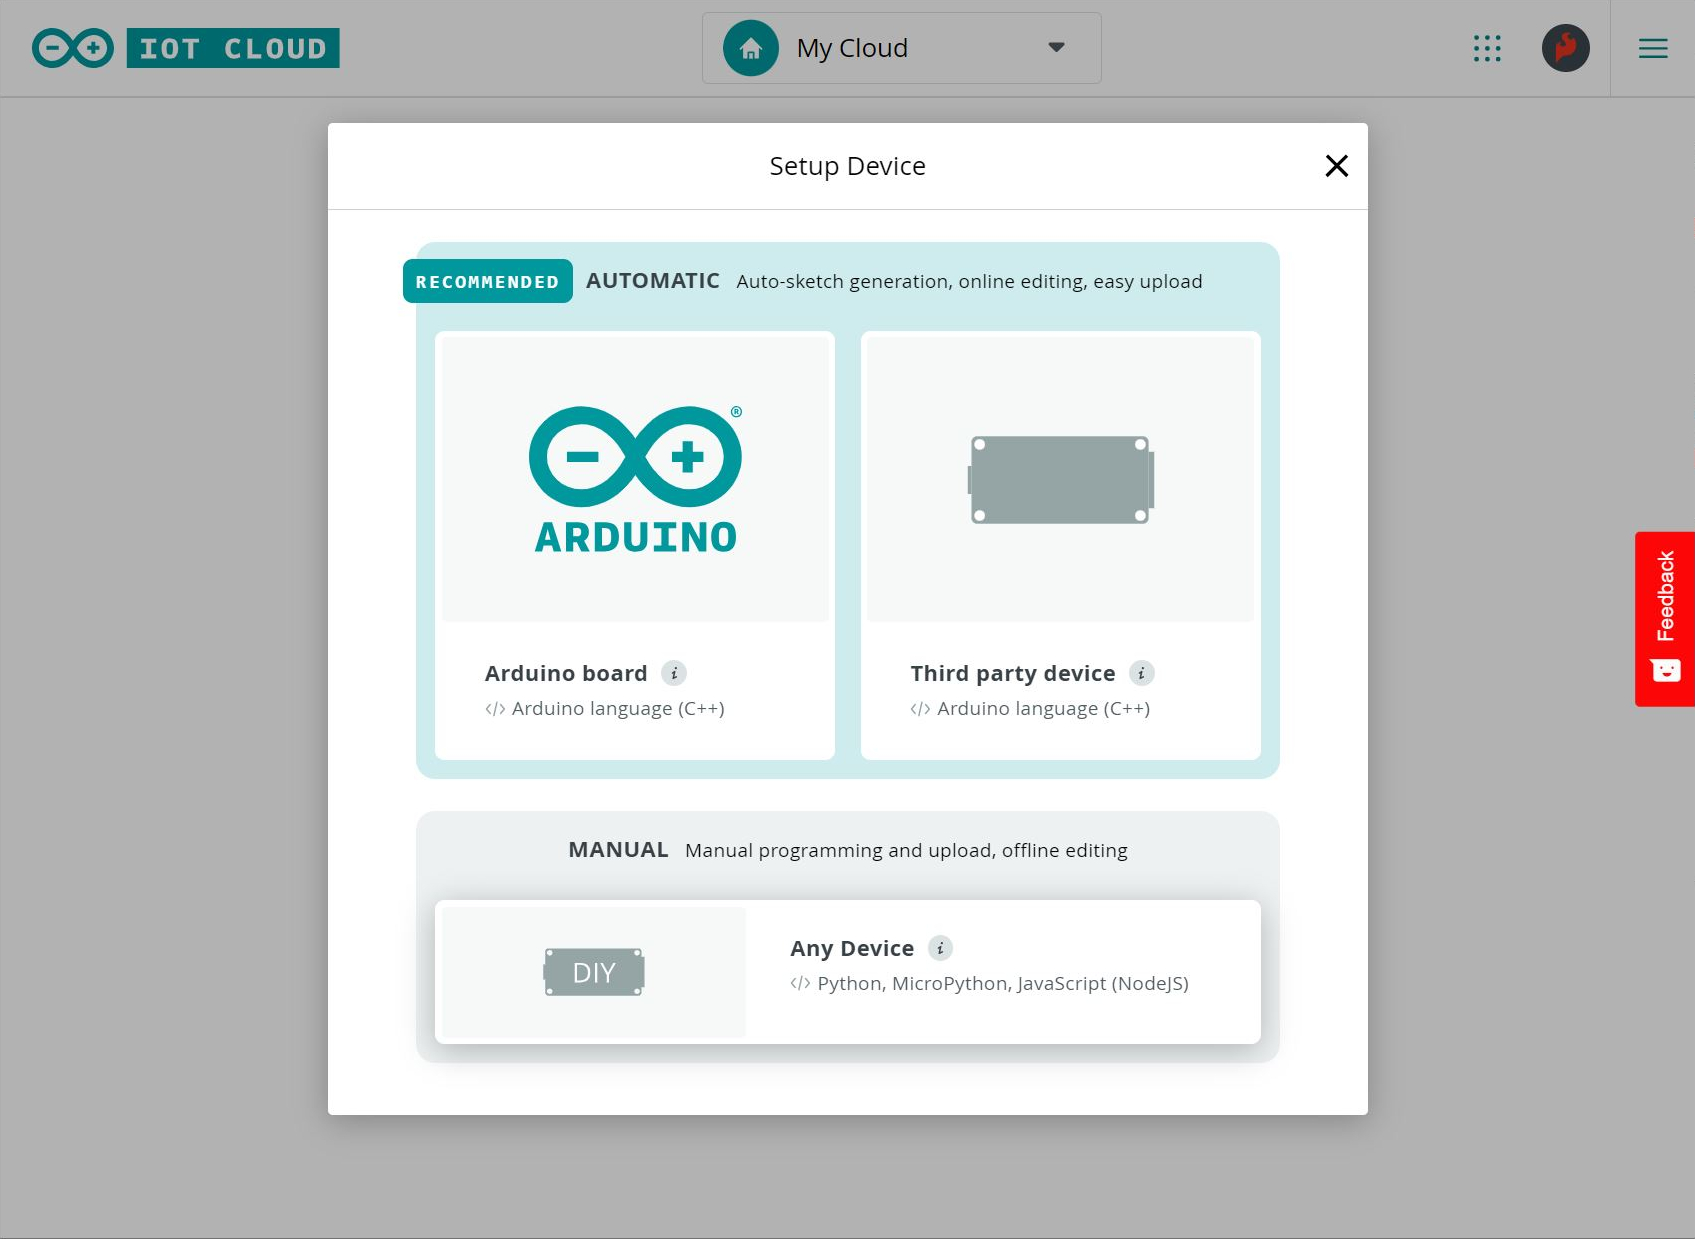 IOT CLOUD
My Cloud
Setup Device
RECOMMENDED AUTOMATIC Auto-sketch generation, online editing, easy upload
®
ARDUINO
Arduino board i
</> Arduino language (C++)
Third party device i
</> Arduino language (C++)
MANUAL Manual programming and upload, offline editing
DIY
Any Device i
</> Python, MicroPython, JavaScript (NodeJS)
Feedback